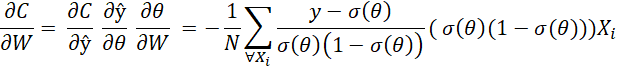 ∂C/∂W = ∂C/∂ŷ ∂ŷ/∂θ ∂θ/∂W = −1/N ∑_{∀X_i} (y − σ(θ))/(σ(θ)(1 − σ(θ))) ( σ(θ)(1 − σ(θ)))X_i